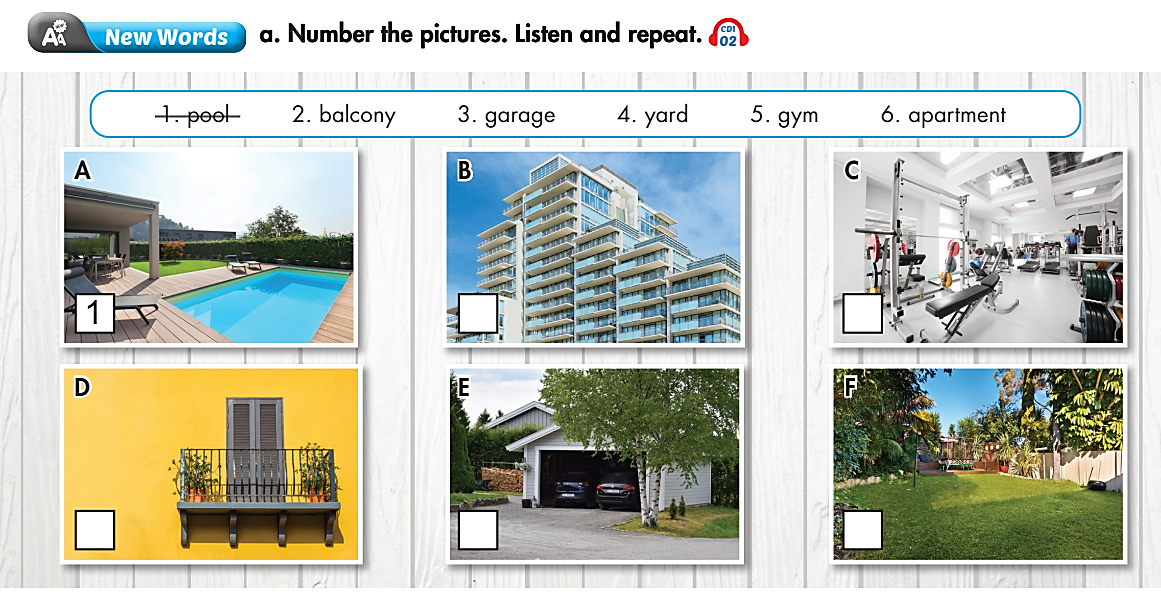 New Words a. Number the pictures. Listen and repeat. CD1 02
1. pool 2. balcony 3. garage 4. yard 5. gym 6. apartment
A B C
1
D E F